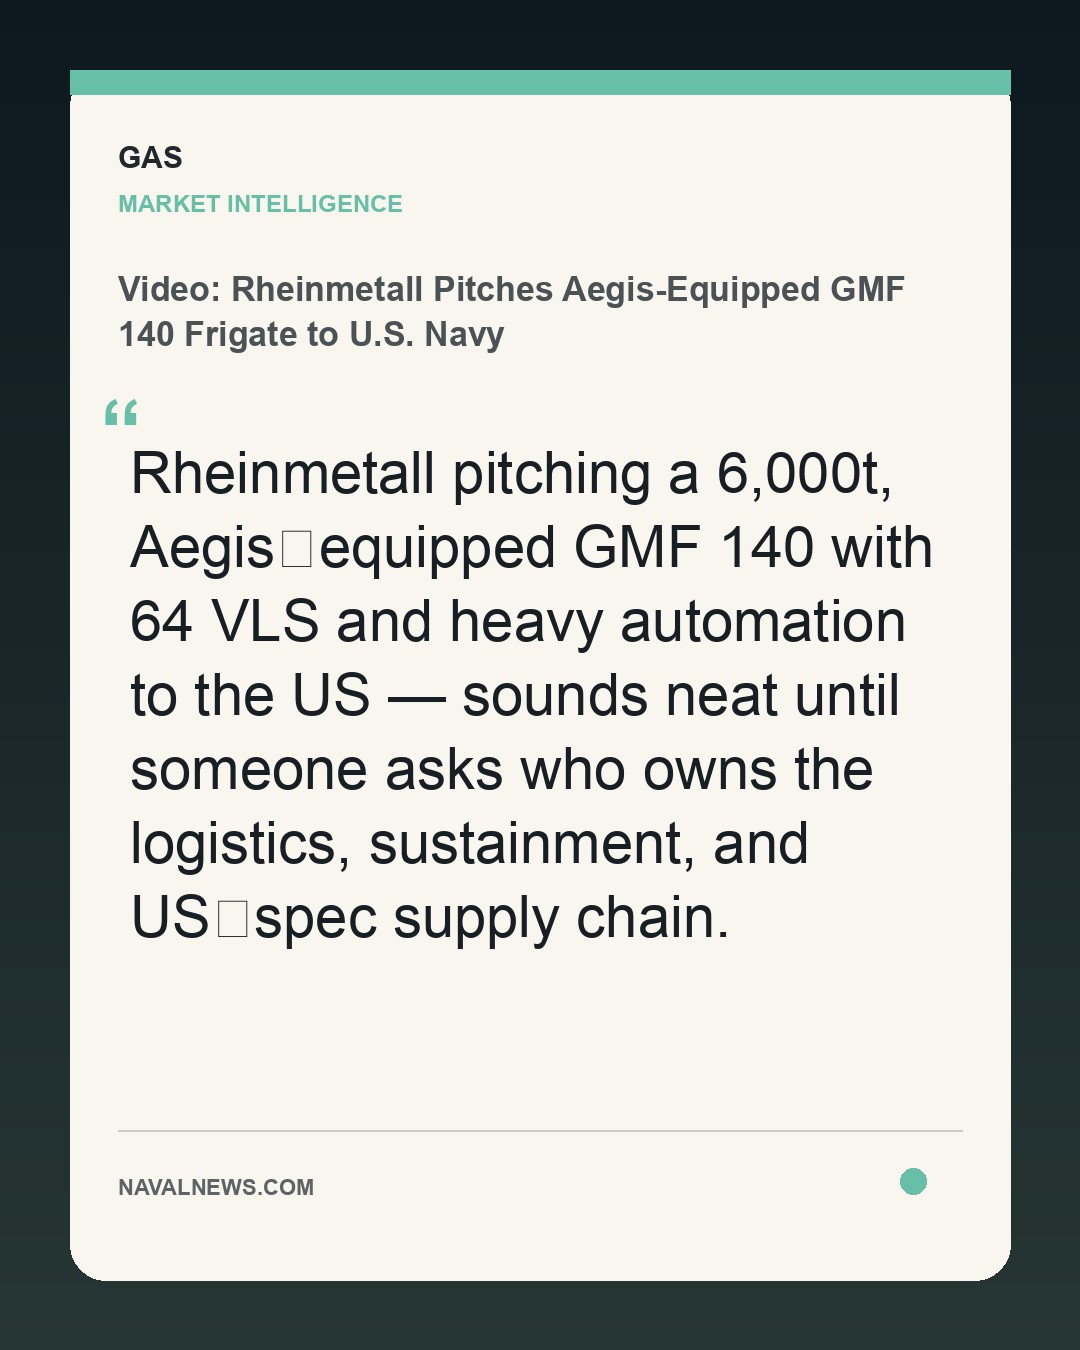 GAS
MARKET INTELLIGENCE
Video: Rheinmetall Pitches Aegis-Equipped GMF
140 Frigate to U.S. Navy
“
Rheinmetall pitching a 6,000t,
Aegis□equipped GMF 140 with
64 VLS and heavy automation
to the US — sounds neat until
someone asks who owns the
logistics, sustainment, and
US□spec supply chain.
NAVALNEWS.COM